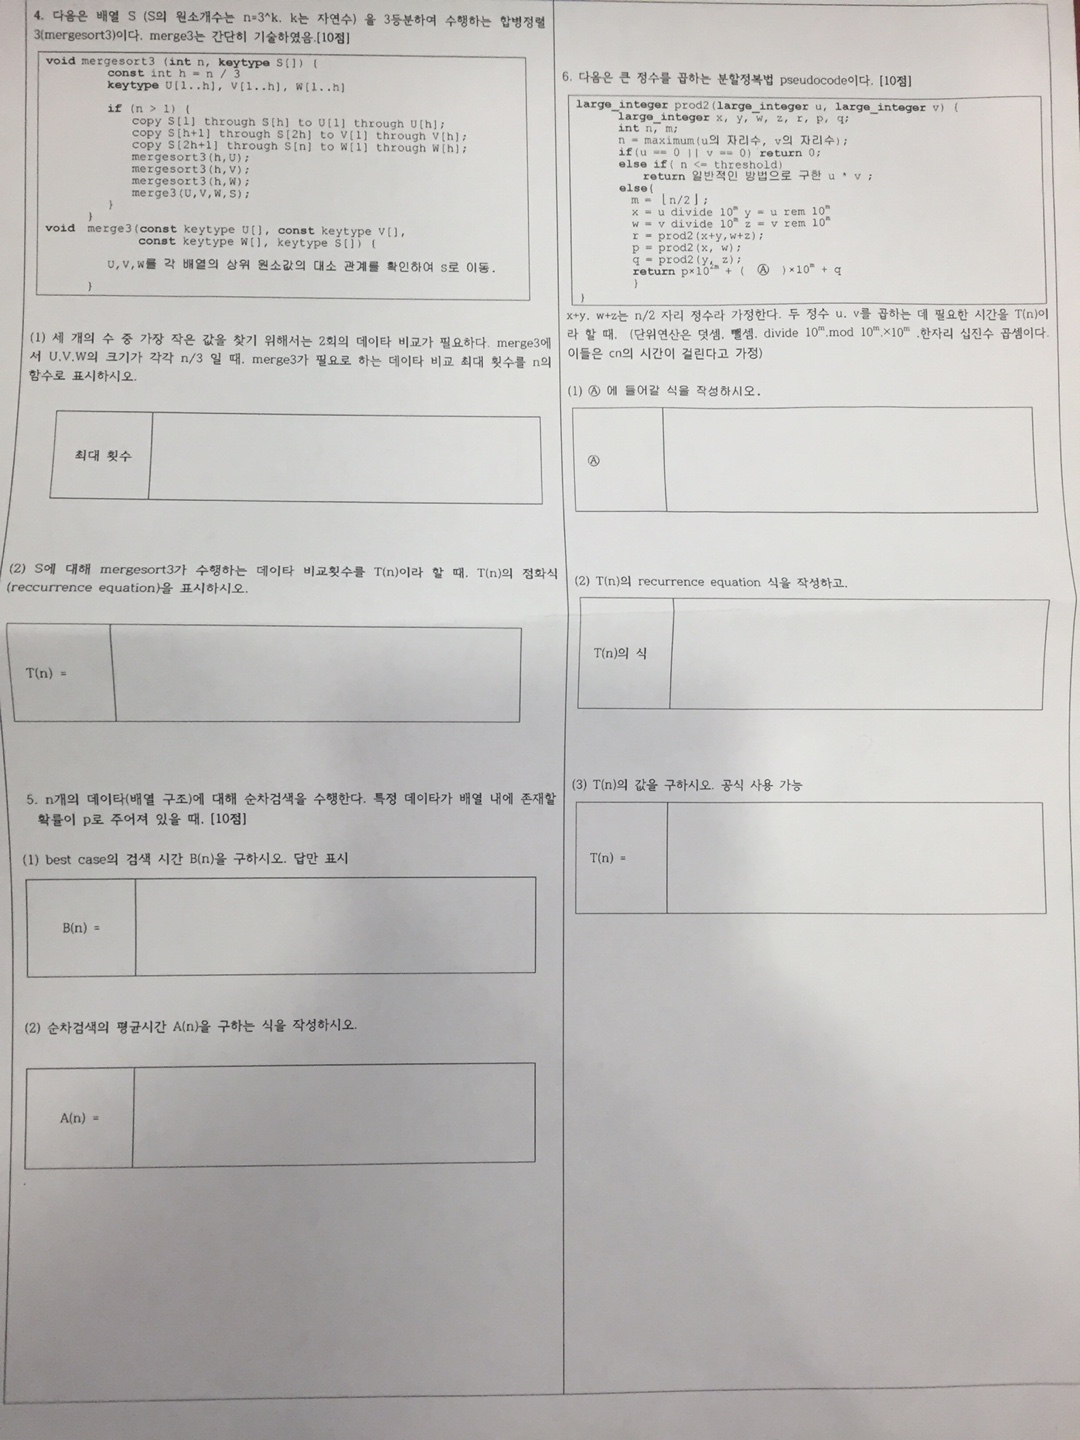 4. 다음은 배열 S (S의 원소개수는 n=3^k. k는 자연수) 을 3등분하여 수행하는 합병정렬
3(mergesort3)이다. merge3는 간단히 기술하였음.[10점]
void mergesort3 (int n, keytype S[]) {
const int h = n / 3
keytype U[1..h], V[1..h], W[1..h]
if (n > 1) {
copy S[1] through S[h] to U[1] through U[h];
copy S[h+1] through S[2h] to V[1] through V[h];
copy S[2h+1] through S[n] to W[1] through W[h];
mergesort3(h,U);
mergesort3(h,V);
mergesort3(h,W);
merge3(U,V,W,S);
}
}
void merge3(const keytype U[], const keytype V[],
const keytype W[], keytype S[]) {
U,V,W를 각 배열의 상위 원소값의 대소 관계를 확인하여 S로 이동.
}
(1) 세 개의 수 중 가장 작은 값을 찾기 위해서는 2회의 데이타 비교가 필요하다. merge3에
서 U.V.W의 크기가 각각 n/3 일 때. merge3가 필요로 하는 데이타 비교 최대 횟수를 n의
함수로 표시하시오.
최대 횟수
(2) S에 대해 mergesort3가 수행하는 데이타 비교횟수를 T(n)이라 할 때. T(n)의 점화식
(reccurrence equation)을 표시하시오.
T(n) =
5. n개의 데이타(배열 구조)에 대해 순차검색을 수행한다. 특정 데이타가 배열 내에 존재할
확률이 p로 주어져 있을 때. [10점]
(1) best case의 검색 시간 B(n)을 구하시오. 답만 표시
B(n) =
(2) 순차검색의 평균시간 A(n)을 구하는 식을 작성하시오.
A(n) =
6. 다음은 큰 정수를 곱하는 분할정복법 pseudocode이다. [10점]
large_integer prod2(large_integer u, large_integer v) {
large_integer x, y, w, z, r, p, q;
int n, m;
n = maximum(u의 자리수, v의 자리수);
if(u == 0 || v == 0) return 0;
else if( n <= threshold)
return 일반적인 방법으로 구한 u * v ;
else{
m = ⌊n/2⌋;
x = u divide 10^m y = u rem 10^m
w = v divide 10^m z = v rem 10^m
r = prod2(x+y,w+z);
p = prod2(x, w);
q = prod2(y, z);
return p×10^2m + ( Ⓐ )×10^m + q
}
}
x+y. w+z는 n/2 자리 정수라 가정한다. 두 정수 u. v를 곱하는 데 필요한 시간을 T(n)이
라 할 때. (단위연산은 덧셈. 뺄셈. divide 10^m.mod 10^m.×10^m .한자리 십진수 곱셈이다.
이들은 cn의 시간이 걸린다고 가정)
(1) Ⓐ 에 들어갈 식을 작성하시오.
Ⓐ
(2) T(n)의 recurrence equation 식을 작성하고.
T(n)의 식
(3) T(n)의 값을 구하시오. 공식 사용 가능
T(n) =